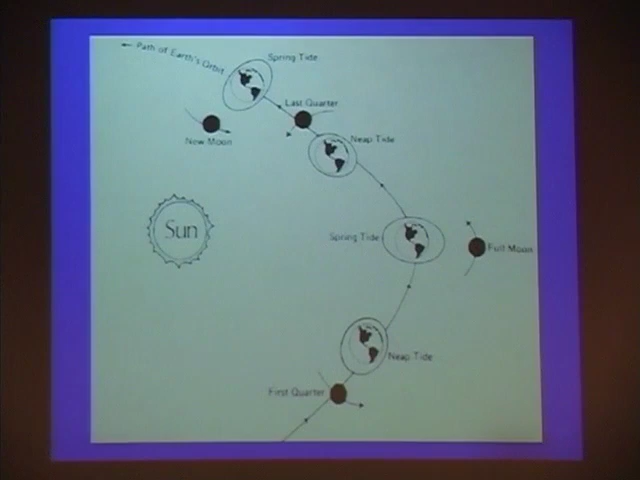 Path of Earth's Orbit
Spring Tide
Last Quarter
New Moon
Neap Tide
Sun
Spring Tide
Full Moon
Neap Tide
First Quarter